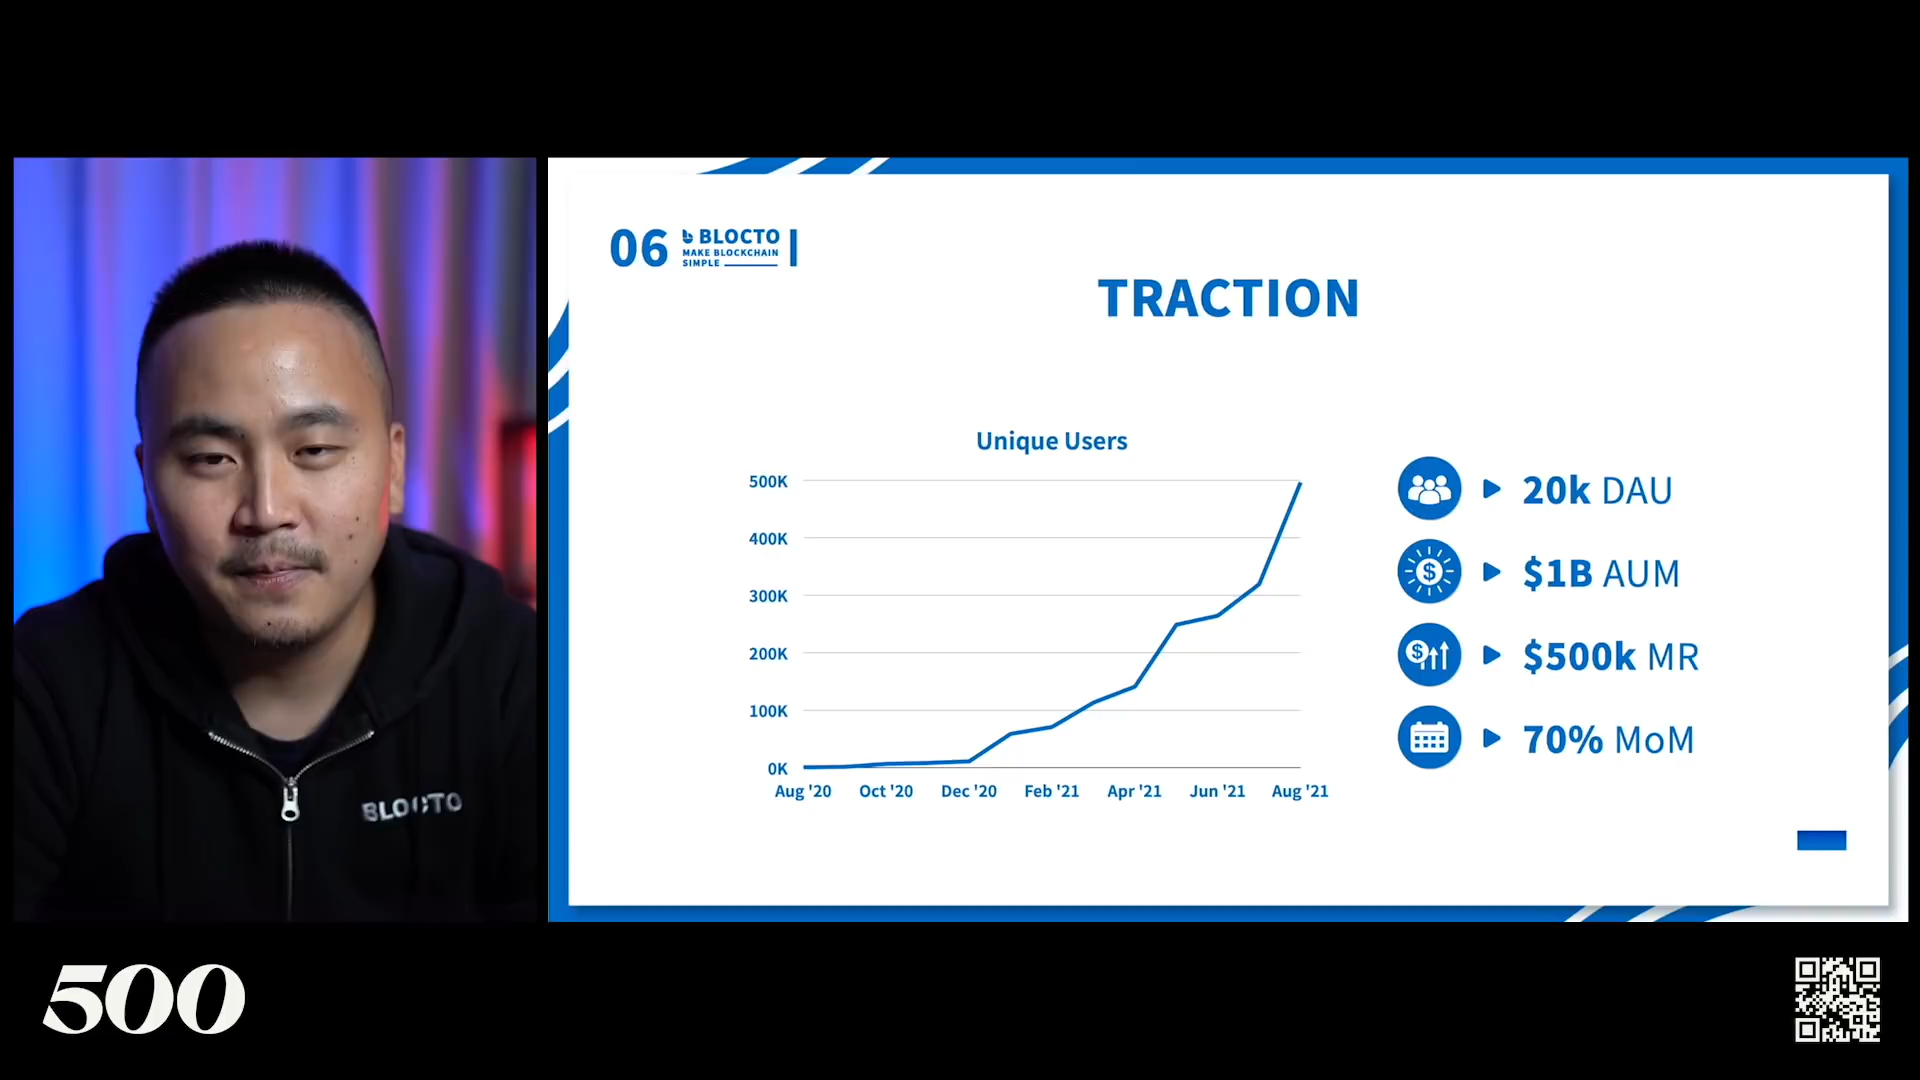 06
BLOCTO
MAKE BLOCKCHAIN
SIMPLE
TRACTION
Unique Users
500K
400K
300K
200K
100K
0K
Aug '20
Oct '20
Dec '20
Feb '21
Apr '21
Jun '21
Aug '21
20k DAU
$1B AUM
$500k MR
70% MoM
BLOCTO
500